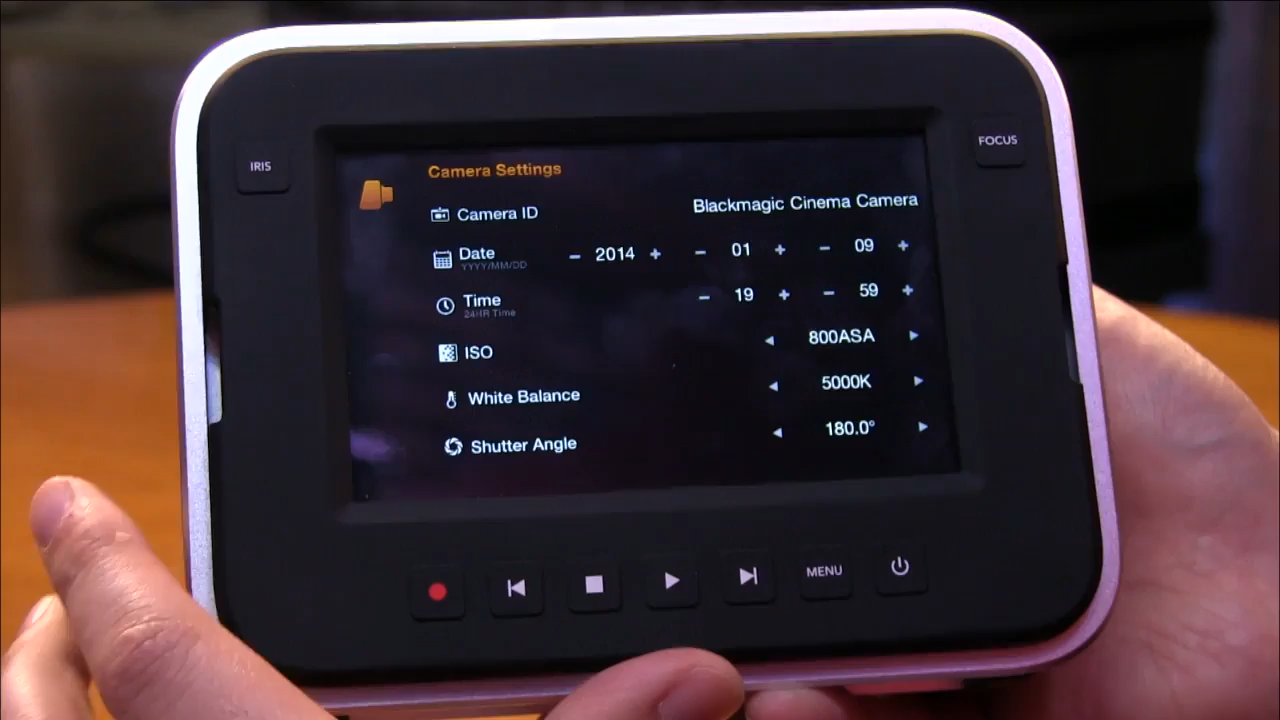 IRIS
FOCUS
Camera Settings
Camera ID Blackmagic Cinema Camera
Date - 2014 + - 01 + - 09 +
YYYY/MM/DD
Time - 19 + - 59 +
24HR Time
ISO 800ASA
White Balance 5000K
Shutter Angle 180.0°
MENU